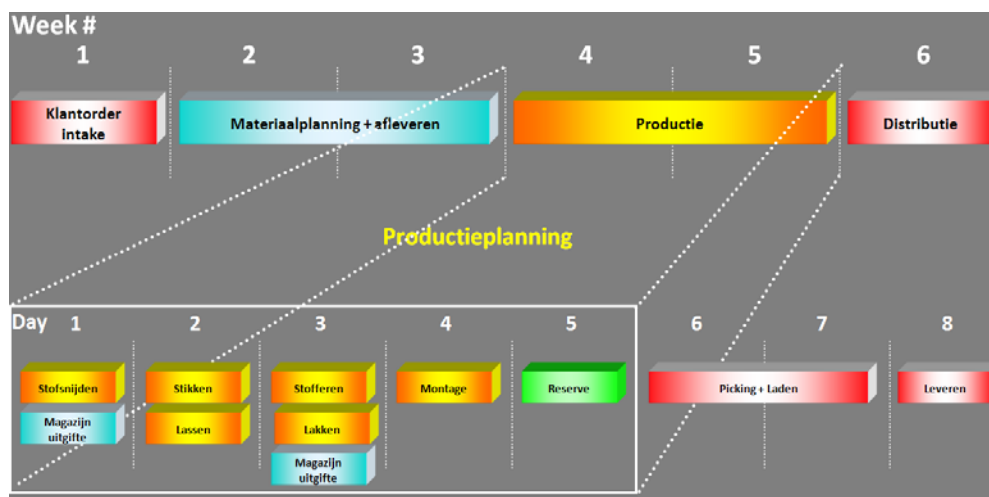 Week #
1 2 3 4 5 6
Klantorder
intake
Materiaalplanning + afleveren
Productie
Distributie
Productieplanning
Day 1 2 3 4 5 6 7 8
Stofsnijden
Stikken
Stofferen
Montage
Reserve
Picking + Laden
Leveren
Magazijn
uitgifte
Lassen
Lakken
Magazijn
uitgifte